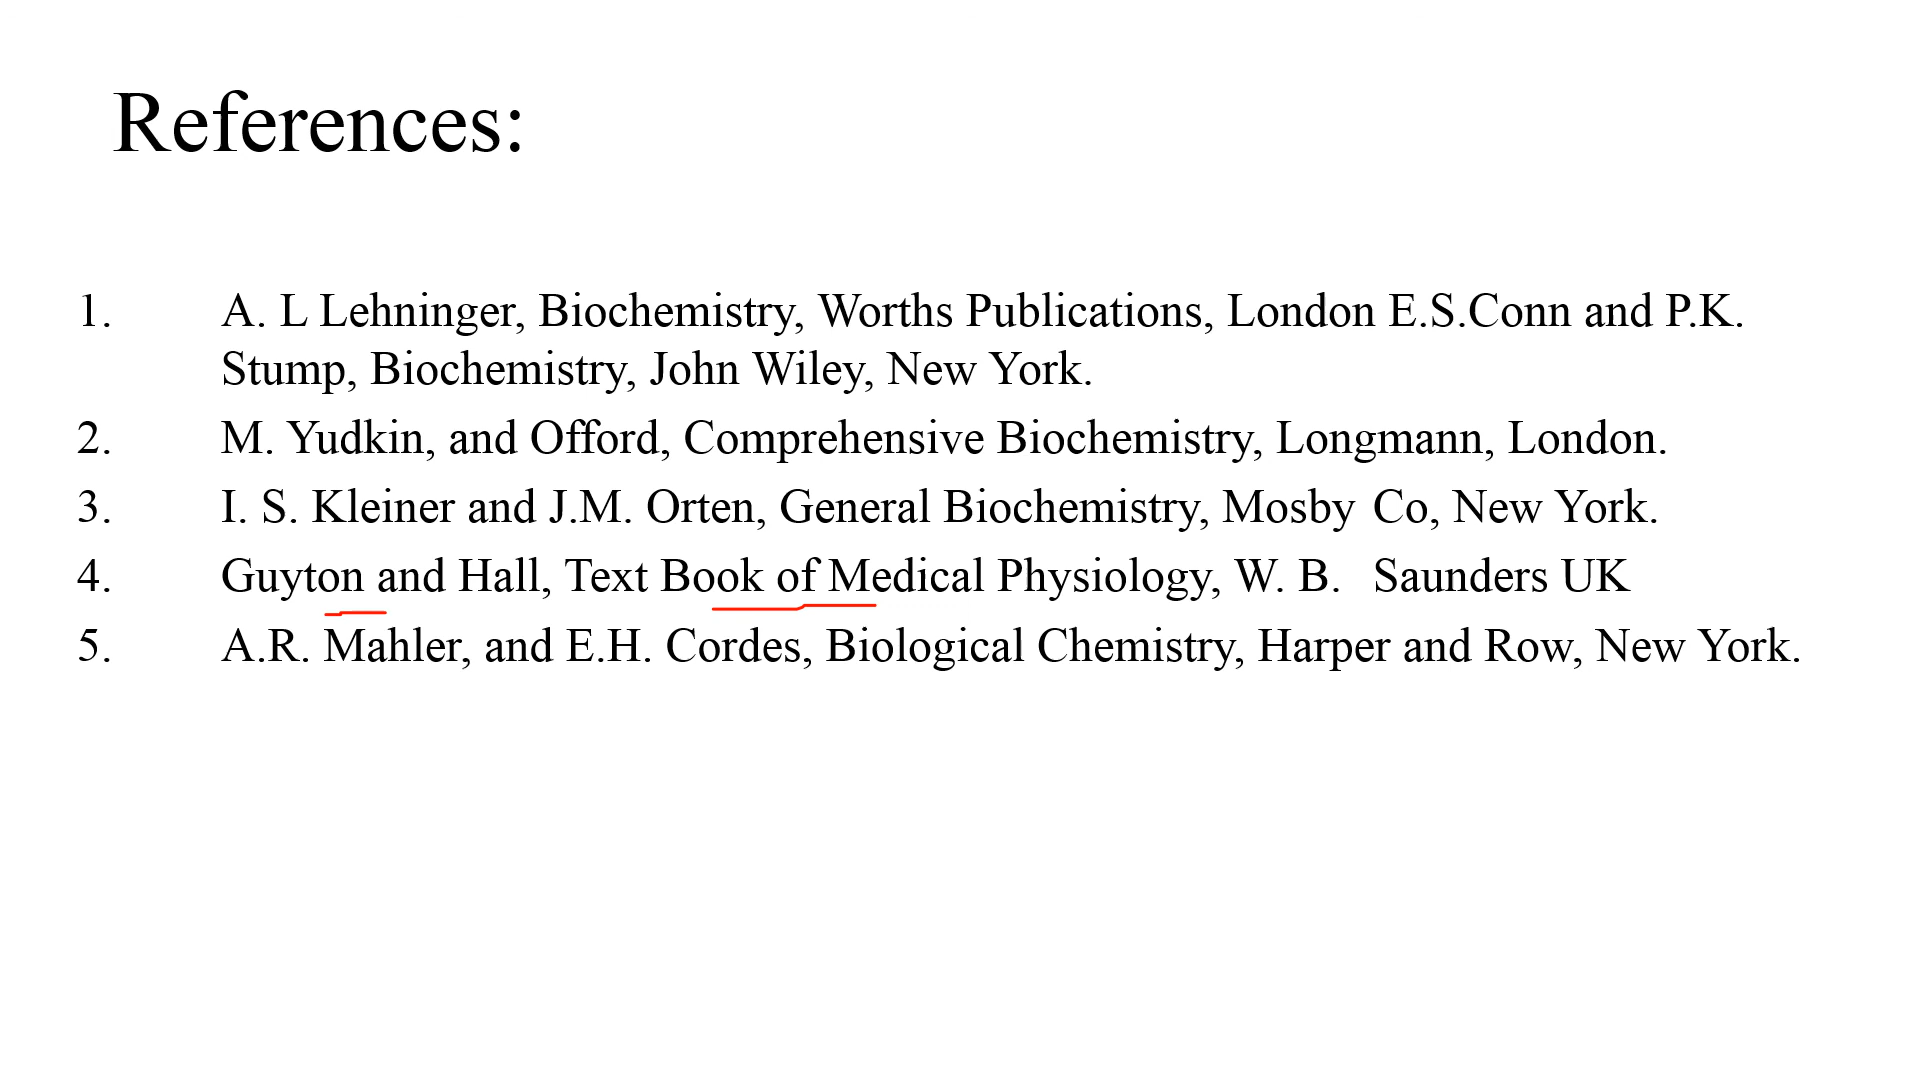 References:
1. A. L Lehninger, Biochemistry, Worths Publications, London E.S.Conn and P.K.
Stump, Biochemistry, John Wiley, New York.
2. M. Yudkin, and Offord, Comprehensive Biochemistry, Longmann, London.
3. I. S. Kleiner and J.M. Orten, General Biochemistry, Mosby Co, New York.
4. Guyton and Hall, Text Book of Medical Physiology, W. B. Saunders UK
5. A.R. Mahler, and E.H. Cordes, Biological Chemistry, Harper and Row, New York.